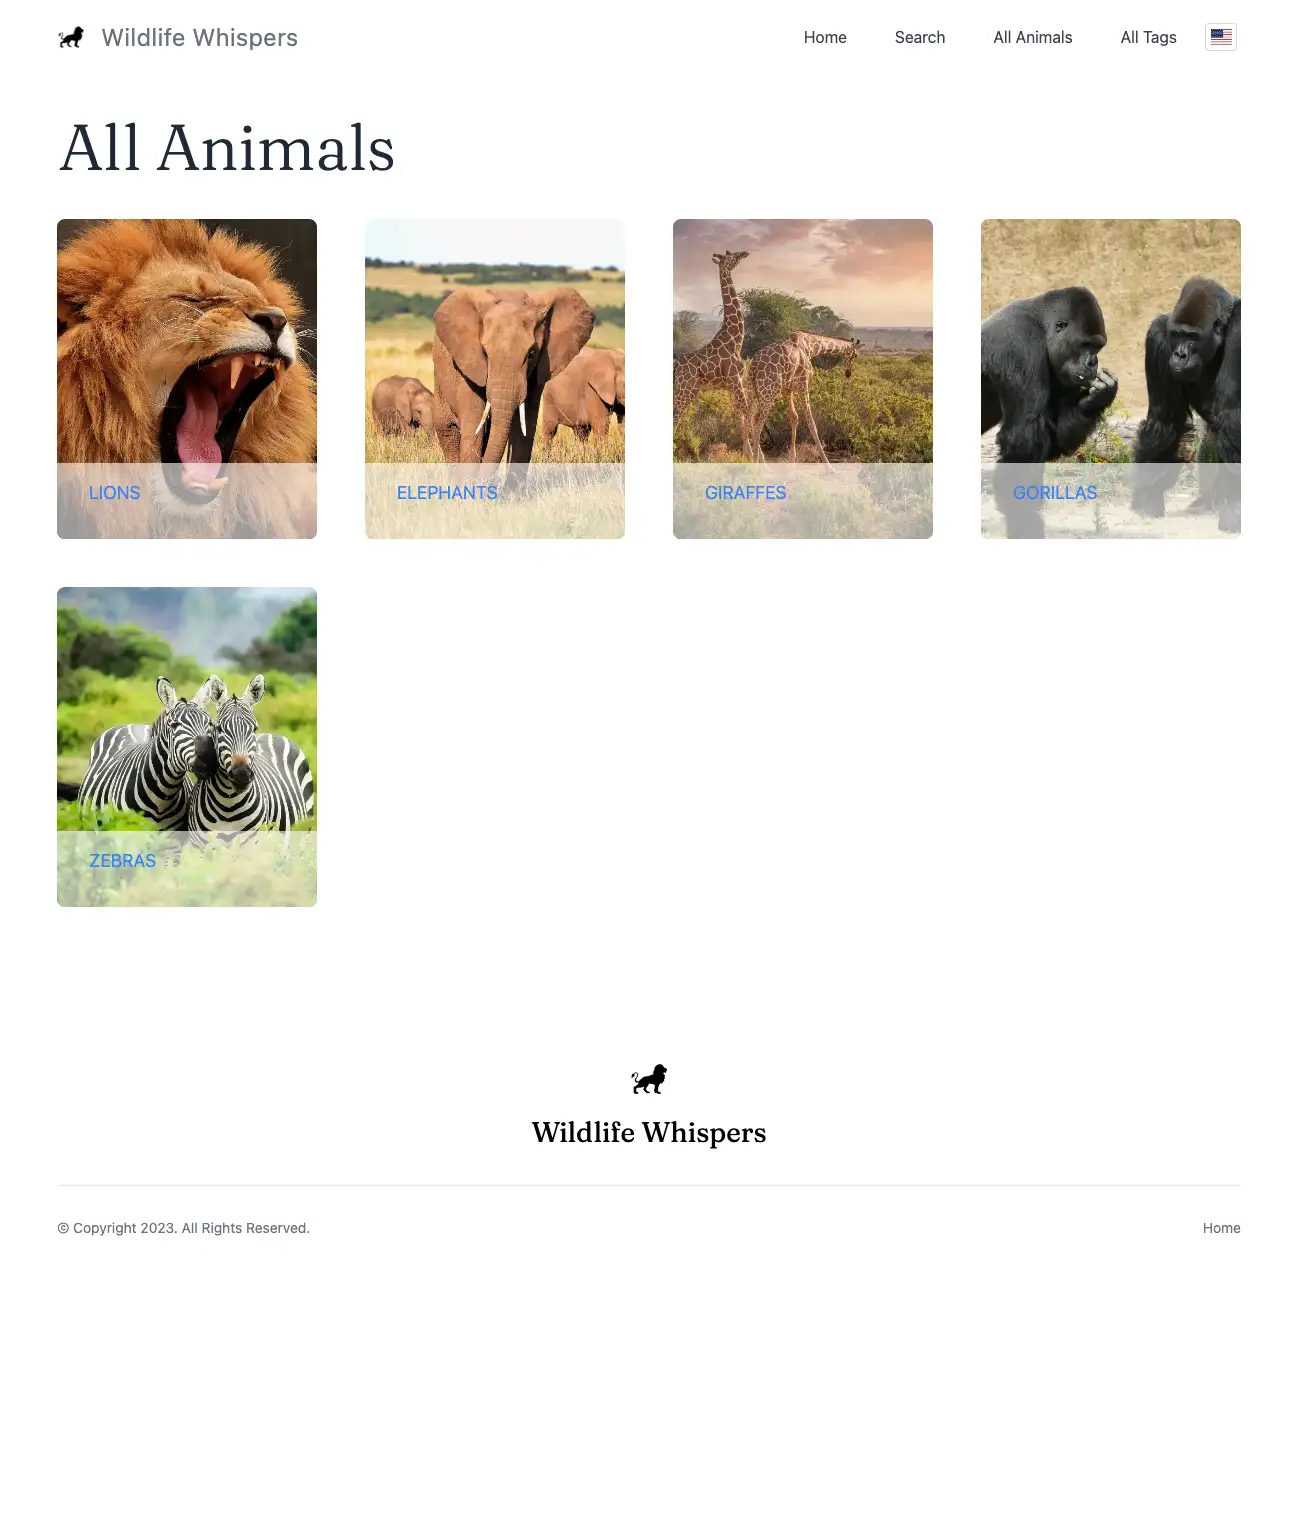 Wildlife Whispers
Home
Search
All Animals
All Tags
All Animals
LIONS
ELEPHANTS
GIRAFFES
GORILLAS
ZEBRAS
Wildlife Whispers
© Copyright 2023. All Rights Reserved.
Home